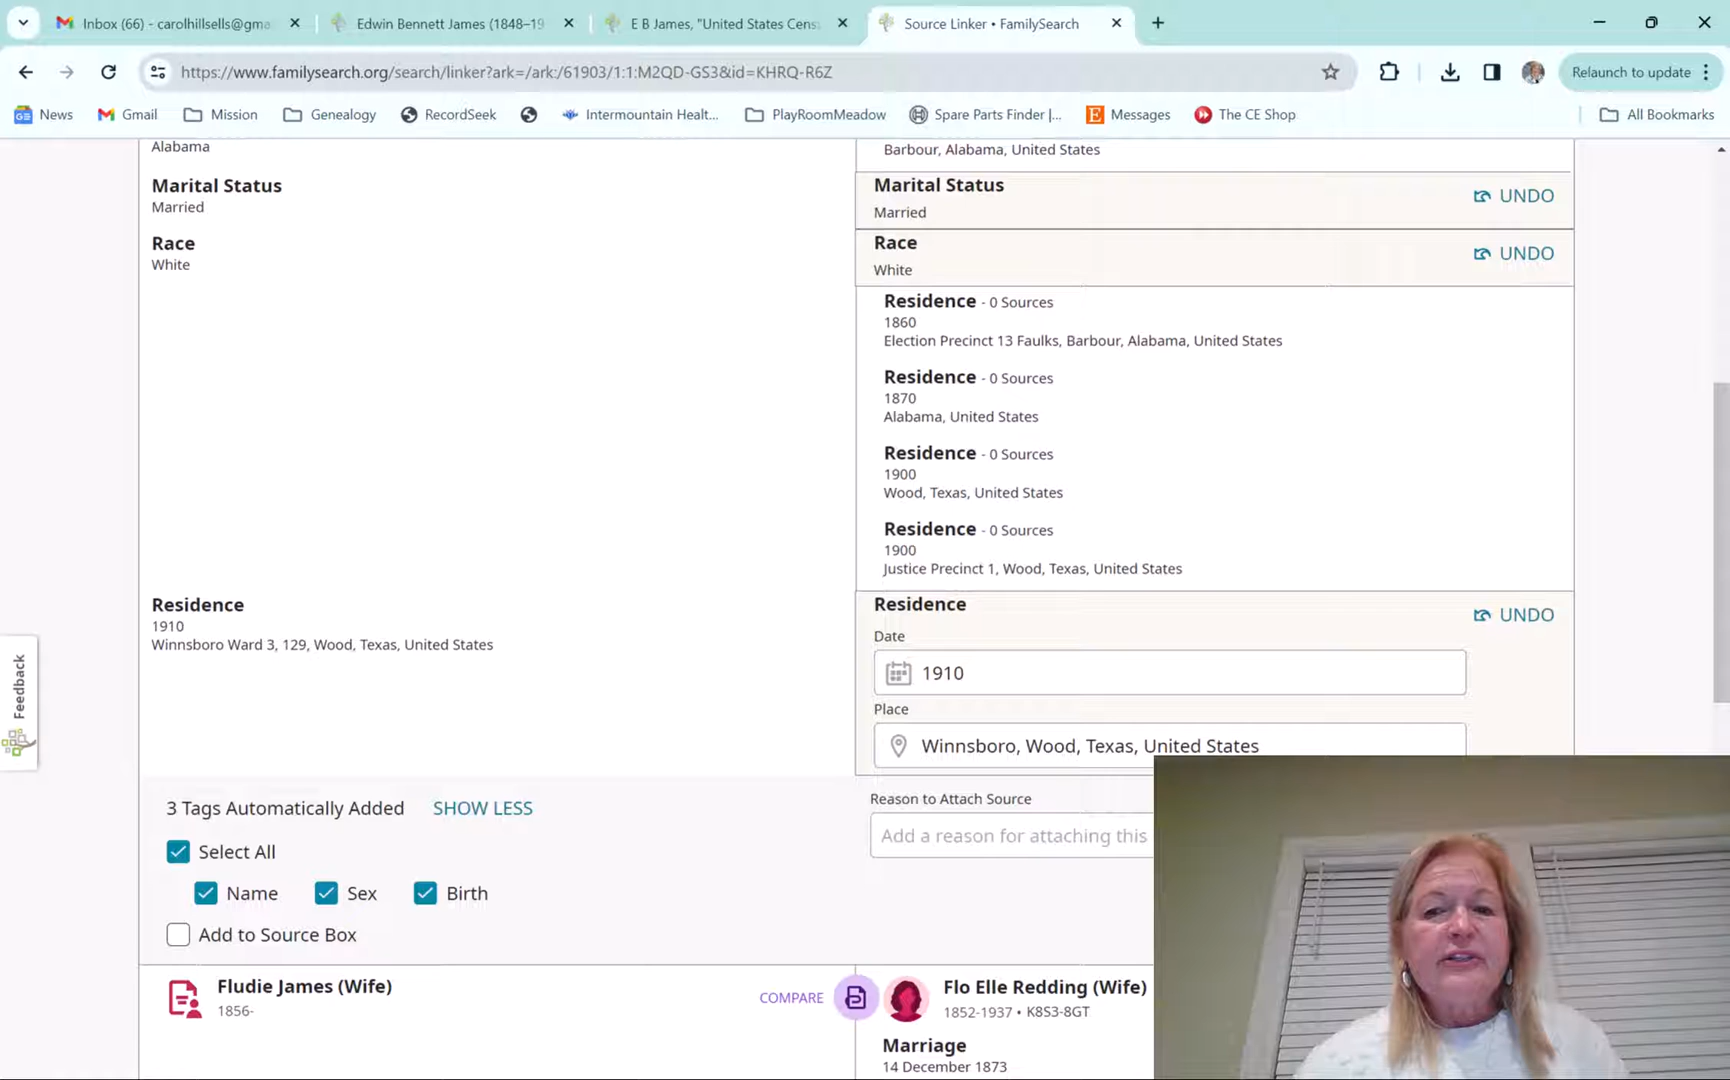 Inbox (66) - carolhillsells@gma
Edwin Bennett James (1848–19
E B James, "United States Cens
Source Linker • FamilySearch
https://www.familysearch.org/search/linker?ark=/ark:/61903/1:1:M2QD-GS3&id=KHRQ-R6Z
Relaunch to update
News
Gmail
Mission
Genealogy
RecordSeek
Intermountain Healt...
PlayRoomMeadow
Spare Parts Finder |...
Messages
The CE Shop
All Bookmarks
Alabama
Barbour, Alabama, United States
Marital Status
Married
Marital Status
Married
UNDO
Race
White
Race
White
UNDO
Residence - 0 Sources
1860
Election Precinct 13 Faulks, Barbour, Alabama, United States
Residence - 0 Sources
1870
Alabama, United States
Residence - 0 Sources
1900
Wood, Texas, United States
Residence - 0 Sources
1900
Justice Precinct 1, Wood, Texas, United States
Residence
1910
Winnsboro Ward 3, 129, Wood, Texas, United States
Residence
UNDO
Date
1910
Place
Winnsboro, Wood, Texas, United States
Feedback
3 Tags Automatically Added SHOW LESS
Select All
Name Sex Birth
Add to Source Box
Reason to Attach Source
Add a reason for attaching this
Fludie James (Wife)
1856-
COMPARE
Flo Elle Redding (Wife)
1852-1937 • K8S3-8GT
Marriage
14 December 1873